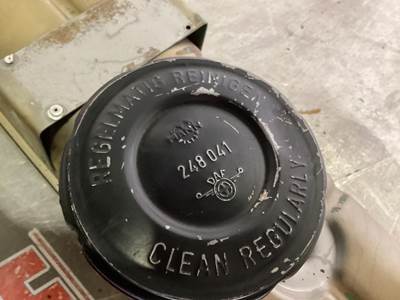 REGELMATIG REINIGEN
248 041
DAF
CLEAN REGULARLY